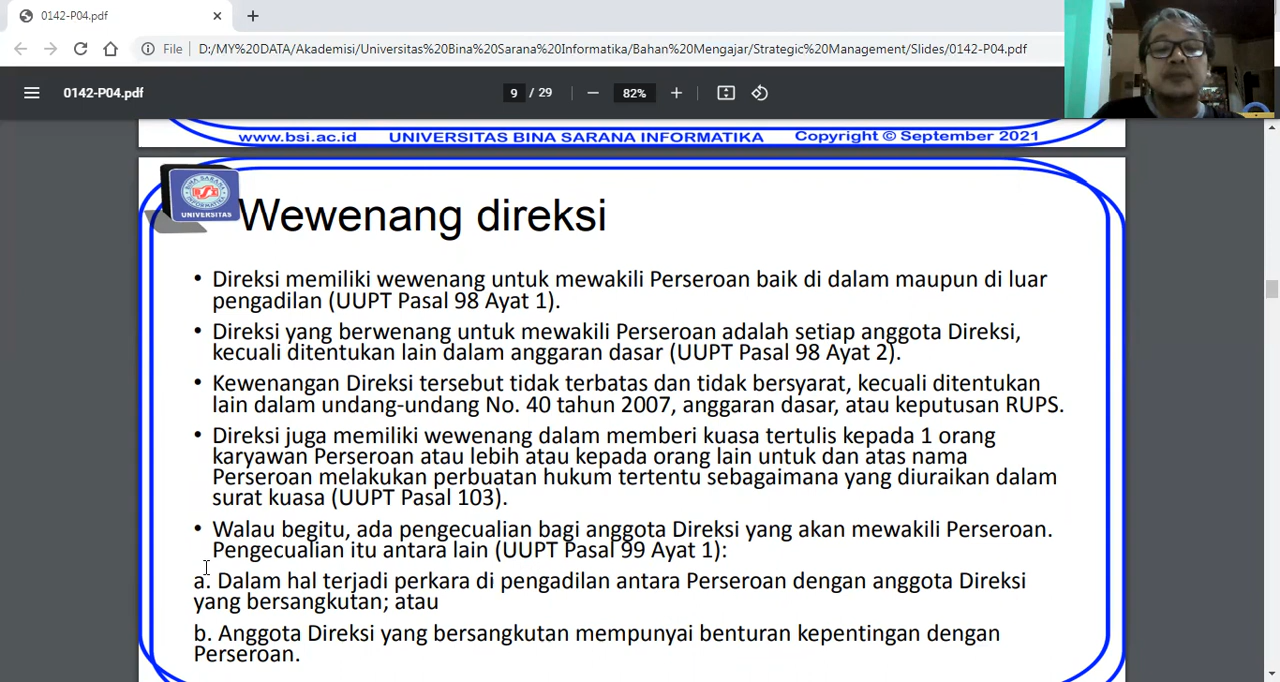 0142-P04.pdf
File
D:/MY%20DATA/Akademisi/Universitas%20Bina%20Sarana%20Informatika/Bahan%20Mengajar/Strategic%20Management/Slides/0142-P04.pdf
0142-P04.pdf
9 / 29
82%
www.bsi.ac.id UNIVERSITAS BINA SARANA INFORMATIKA Copyright © September 2021
BINA SARANA
BSI
INFORMATIKA
UNIVERSITAS
Wewenang direksi
• Direksi memiliki wewenang untuk mewakili Perseroan baik di dalam maupun di luar
pengadilan (UUPT Pasal 98 Ayat 1).
• Direksi yang berwenang untuk mewakili Perseroan adalah setiap anggota Direksi,
kecuali ditentukan lain dalam anggaran dasar (UUPT Pasal 98 Ayat 2).
• Kewenangan Direksi tersebut tidak terbatas dan tidak bersyarat, kecuali ditentukan
lain dalam undang-undang No. 40 tahun 2007, anggaran dasar, atau keputusan RUPS.
• Direksi juga memiliki wewenang dalam memberi kuasa tertulis kepada 1 orang
karyawan Perseroan atau lebih atau kepada orang lain untuk dan atas nama
Perseroan melakukan perbuatan hukum tertentu sebagaimana yang diuraikan dalam
surat kuasa (UUPT Pasal 103).
• Walau begitu, ada pengecualian bagi anggota Direksi yang akan mewakili Perseroan.
Pengecualian itu antara lain (UUPT Pasal 99 Ayat 1):
a. Dalam hal terjadi perkara di pengadilan antara Perseroan dengan anggota Direksi
yang bersangkutan; atau
b. Anggota Direksi yang bersangkutan mempunyai benturan kepentingan dengan
Perseroan.